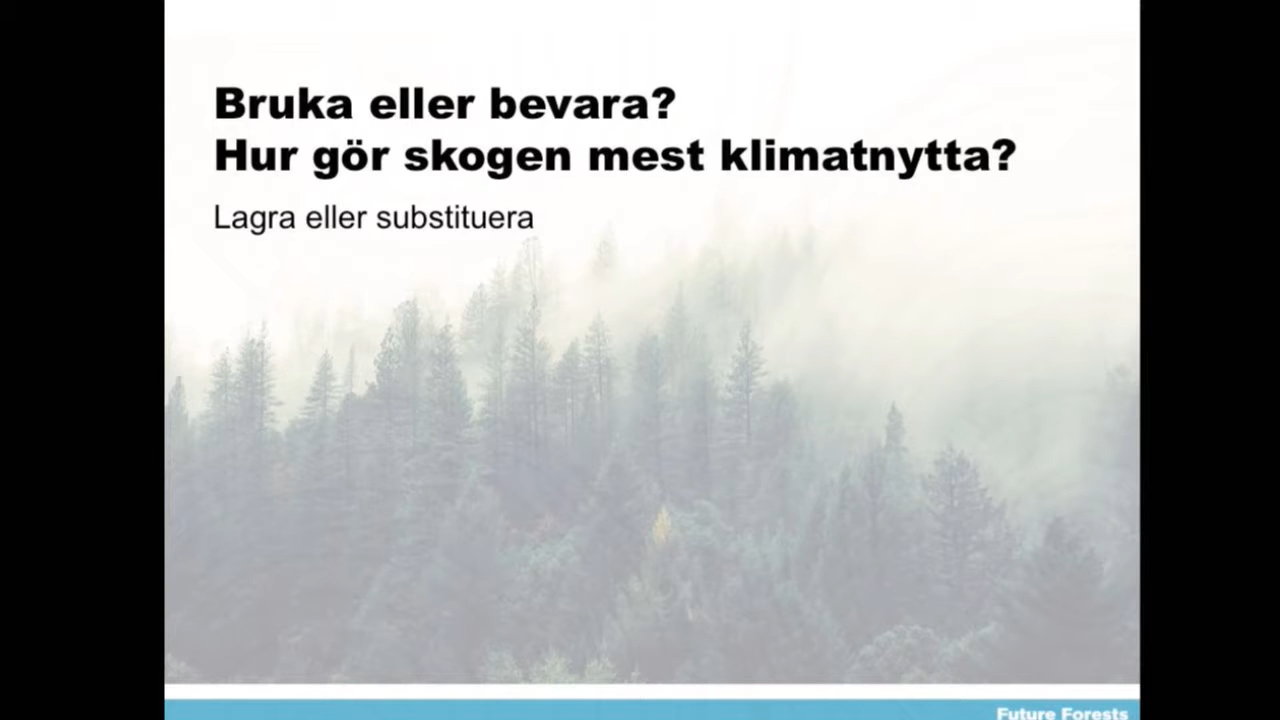 Bruka eller bevara?
Hur gör skogen mest klimatnytta?
Lagra eller substituera
Future Forests